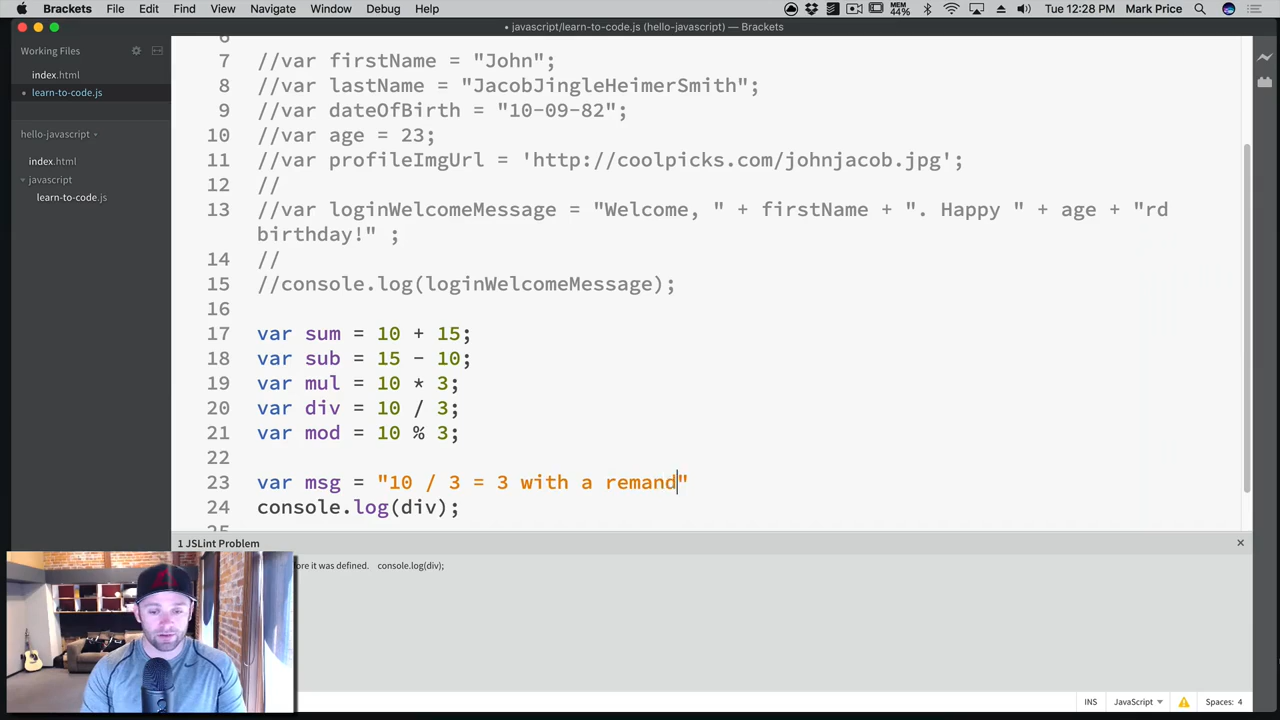 Brackets File Edit Find View Navigate Window Debug Help
MEM 44%
Tue 12:28 PM Mark Price
• javascript/learn-to-code.js (hello-javascript) — Brackets
Working Files
index.html
learn-to-code.js
hello-javascript
index.html
javascript
learn-to-code.js
7 //var firstName = "John";
8 //var lastName = "JacobJingleHeimerSmith";
9 //var dateOfBirth = "10-09-82";
10 //var age = 23;
11 //var profileImgUrl = 'http://coolpicks.com/johnjacob.jpg';
12 //
13 //var loginWelcomeMessage = "Welcome, " + firstName + ". Happy " + age + "rd
birthday!" ;
14 //
15 //console.log(loginWelcomeMessage);
16
17 var sum = 10 + 15;
18 var sub = 15 - 10;
19 var mul = 10 * 3;
20 var div = 10 / 3;
21 var mod = 10 % 3;
22
23 var msg = "10 / 3 = 3 with a remand"
24 console.log(div);
1 JSLint Problem
it was defined. console.log(div);
INS JavaScript Spaces: 4